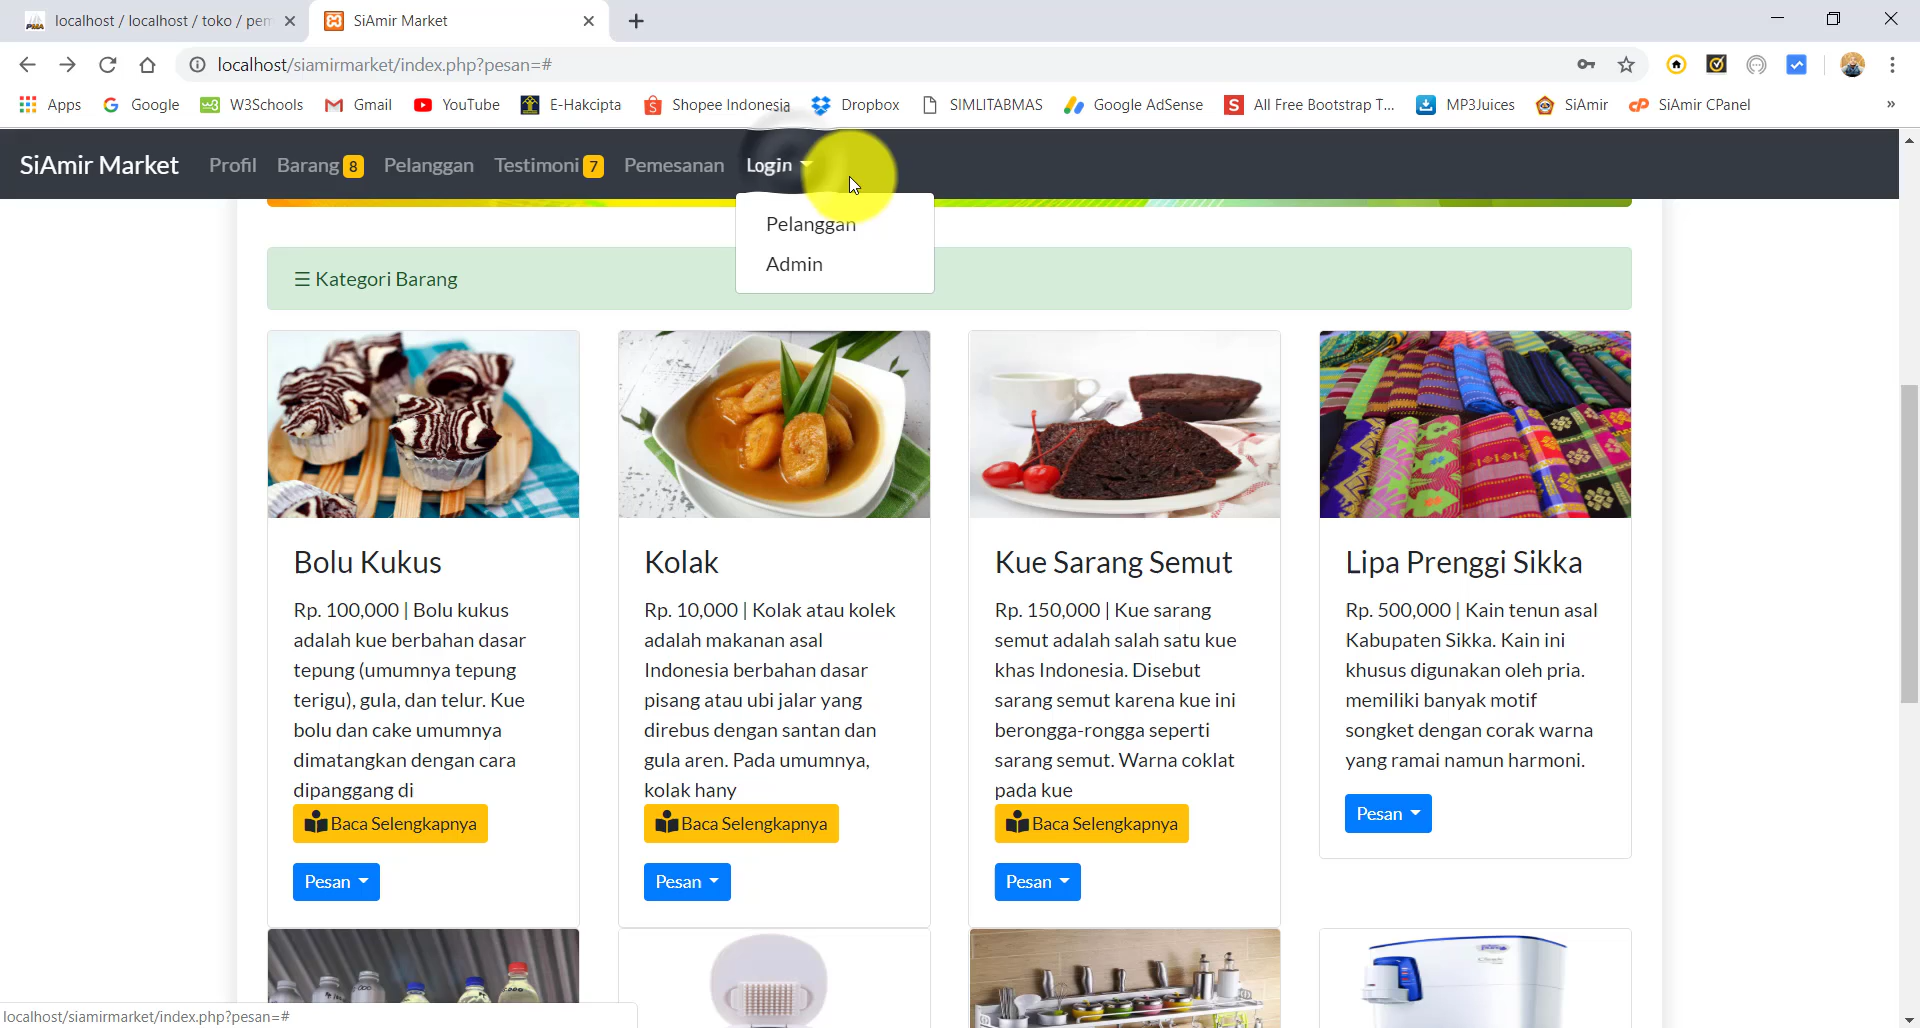 localhost / localhost / toko / pem
SiAmir Market
localhost/siamirmarket/index.php?pesan=#
Apps Google W3Schools Gmail YouTube E-Hakcipta Shopee Indonesia Dropbox SIMLITABMAS Google AdSense All Free Bootstrap T... MP3Juices SiAmir SiAmir CPanel »
SiAmir Market Profil Barang 8 Pelanggan Testimoni 7 Pemesanan Login
Pelanggan
Admin
☰ Kategori Barang
Bolu Kukus
Rp. 100,000 | Bolu kukus
adalah kue berbahan dasar
tepung (umumnya tepung
terigu), gula, dan telur. Kue
bolu dan cake umumnya
dimatangkan dengan cara
dipanggang di
Baca Selengkapnya
Pesan
Kolak
Rp. 10,000 | Kolak atau kolek
adalah makanan asal
Indonesia berbahan dasar
pisang atau ubi jalar yang
direbus dengan santan dan
gula aren. Pada umumnya,
kolak hany
Baca Selengkapnya
Pesan
Kue Sarang Semut
Rp. 150,000 | Kue sarang
semut adalah salah satu kue
khas Indonesia. Disebut
sarang semut karena kue ini
berongga-rongga seperti
sarang semut. Warna coklat
pada kue
Baca Selengkapnya
Pesan
Lipa Prenggi Sikka
Rp. 500,000 | Kain tenun asal
Kabupaten Sikka. Kain ini
khusus digunakan oleh pria.
memiliki banyak motif
songket dengan corak warna
yang ramai namun harmoni.
Pesan
localhost/siamirmarket/index.php?pesan=#